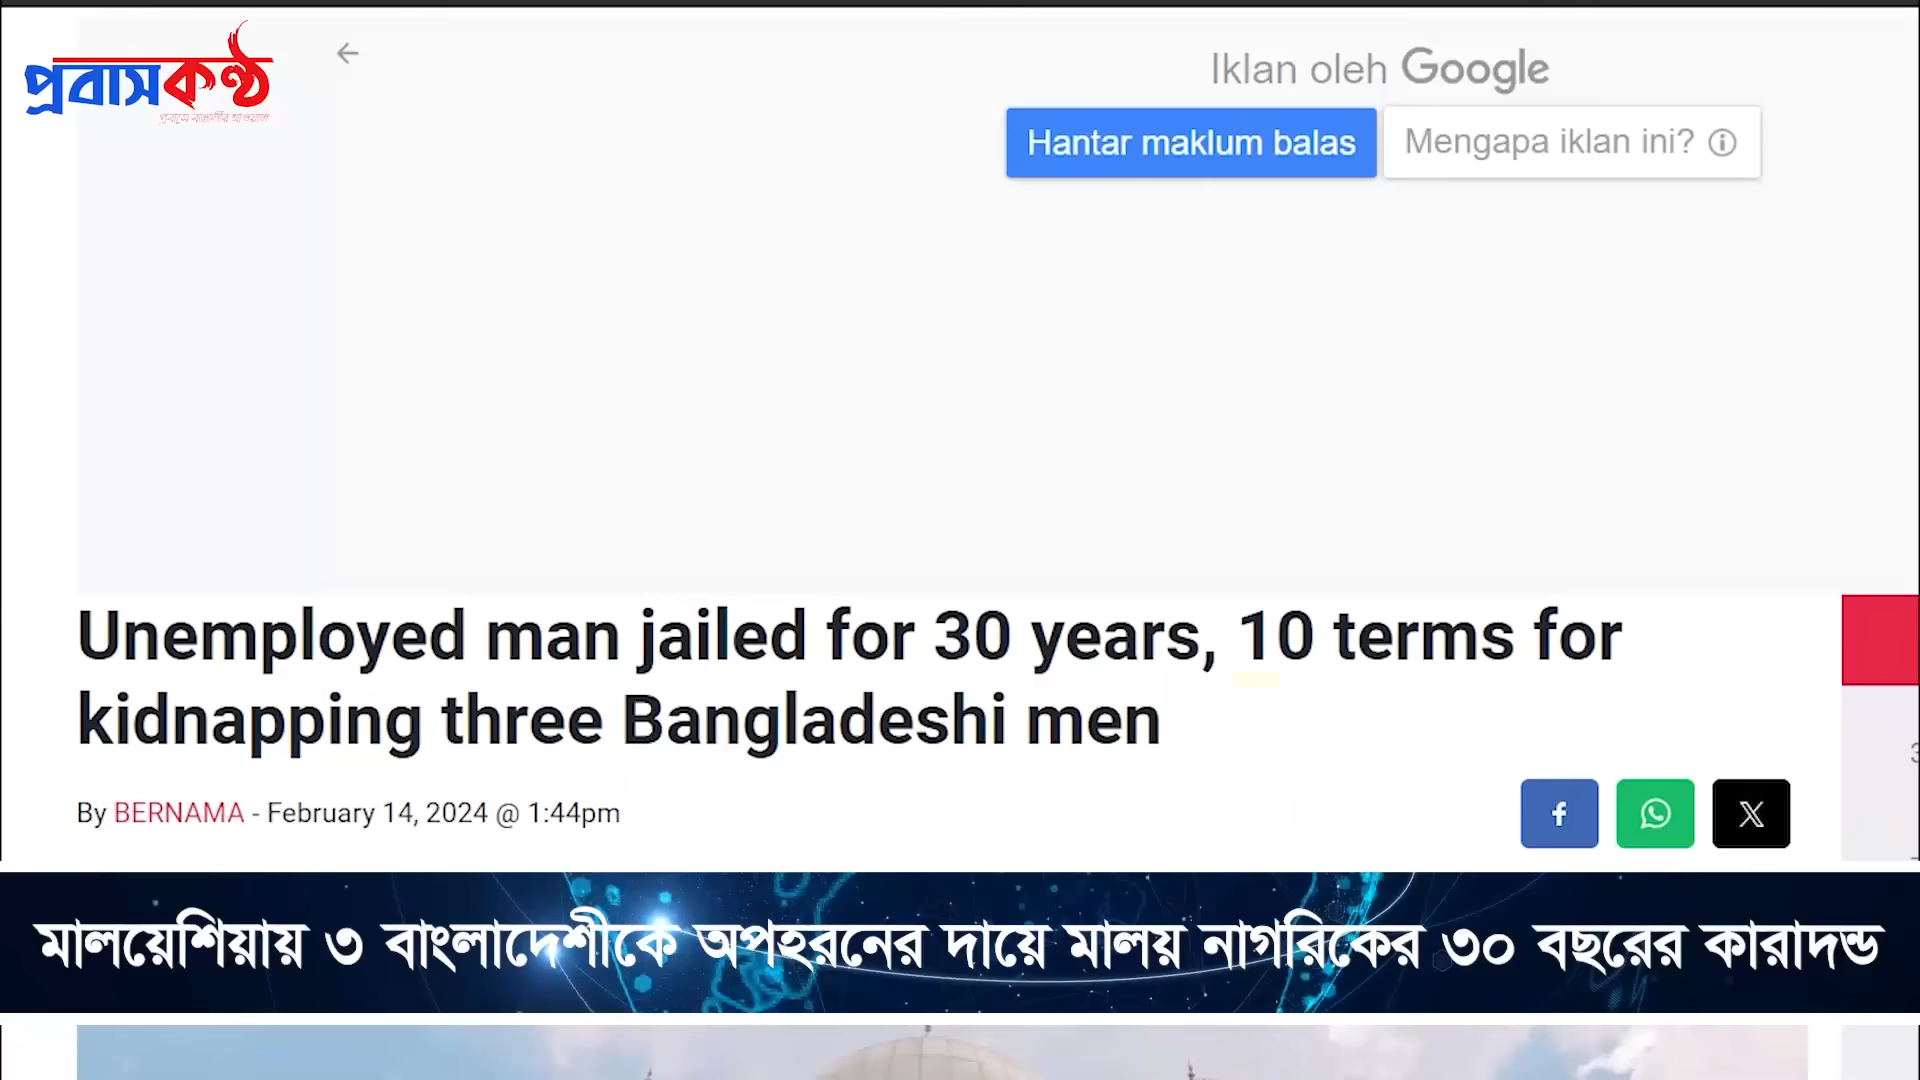 প্রবাসকণ্ঠ
প্রবাসে বাঙালীর আওয়াজ
Iklan oleh Google
Hantar maklum balas
Mengapa iklan ini?
Unemployed man jailed for 30 years, 10 terms for
kidnapping three Bangladeshi men
By BERNAMA - February 14, 2024 @ 1:44pm
মালয়েশিয়ায় ৩ বাংলাদেশীকে অপহরনের দায়ে মালয় নাগরিকের ৩০ বছরের কারাদন্ড